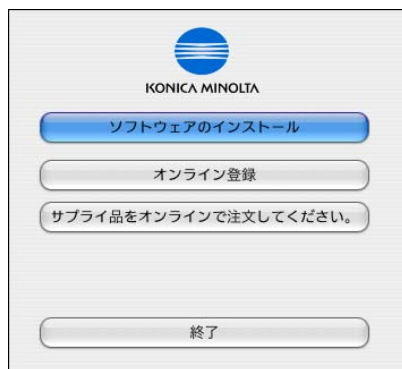 KONICA MINOLTA
ソフトウェアのインストール
オンライン登録
サプライ品をオンラインで注文してください。
終了